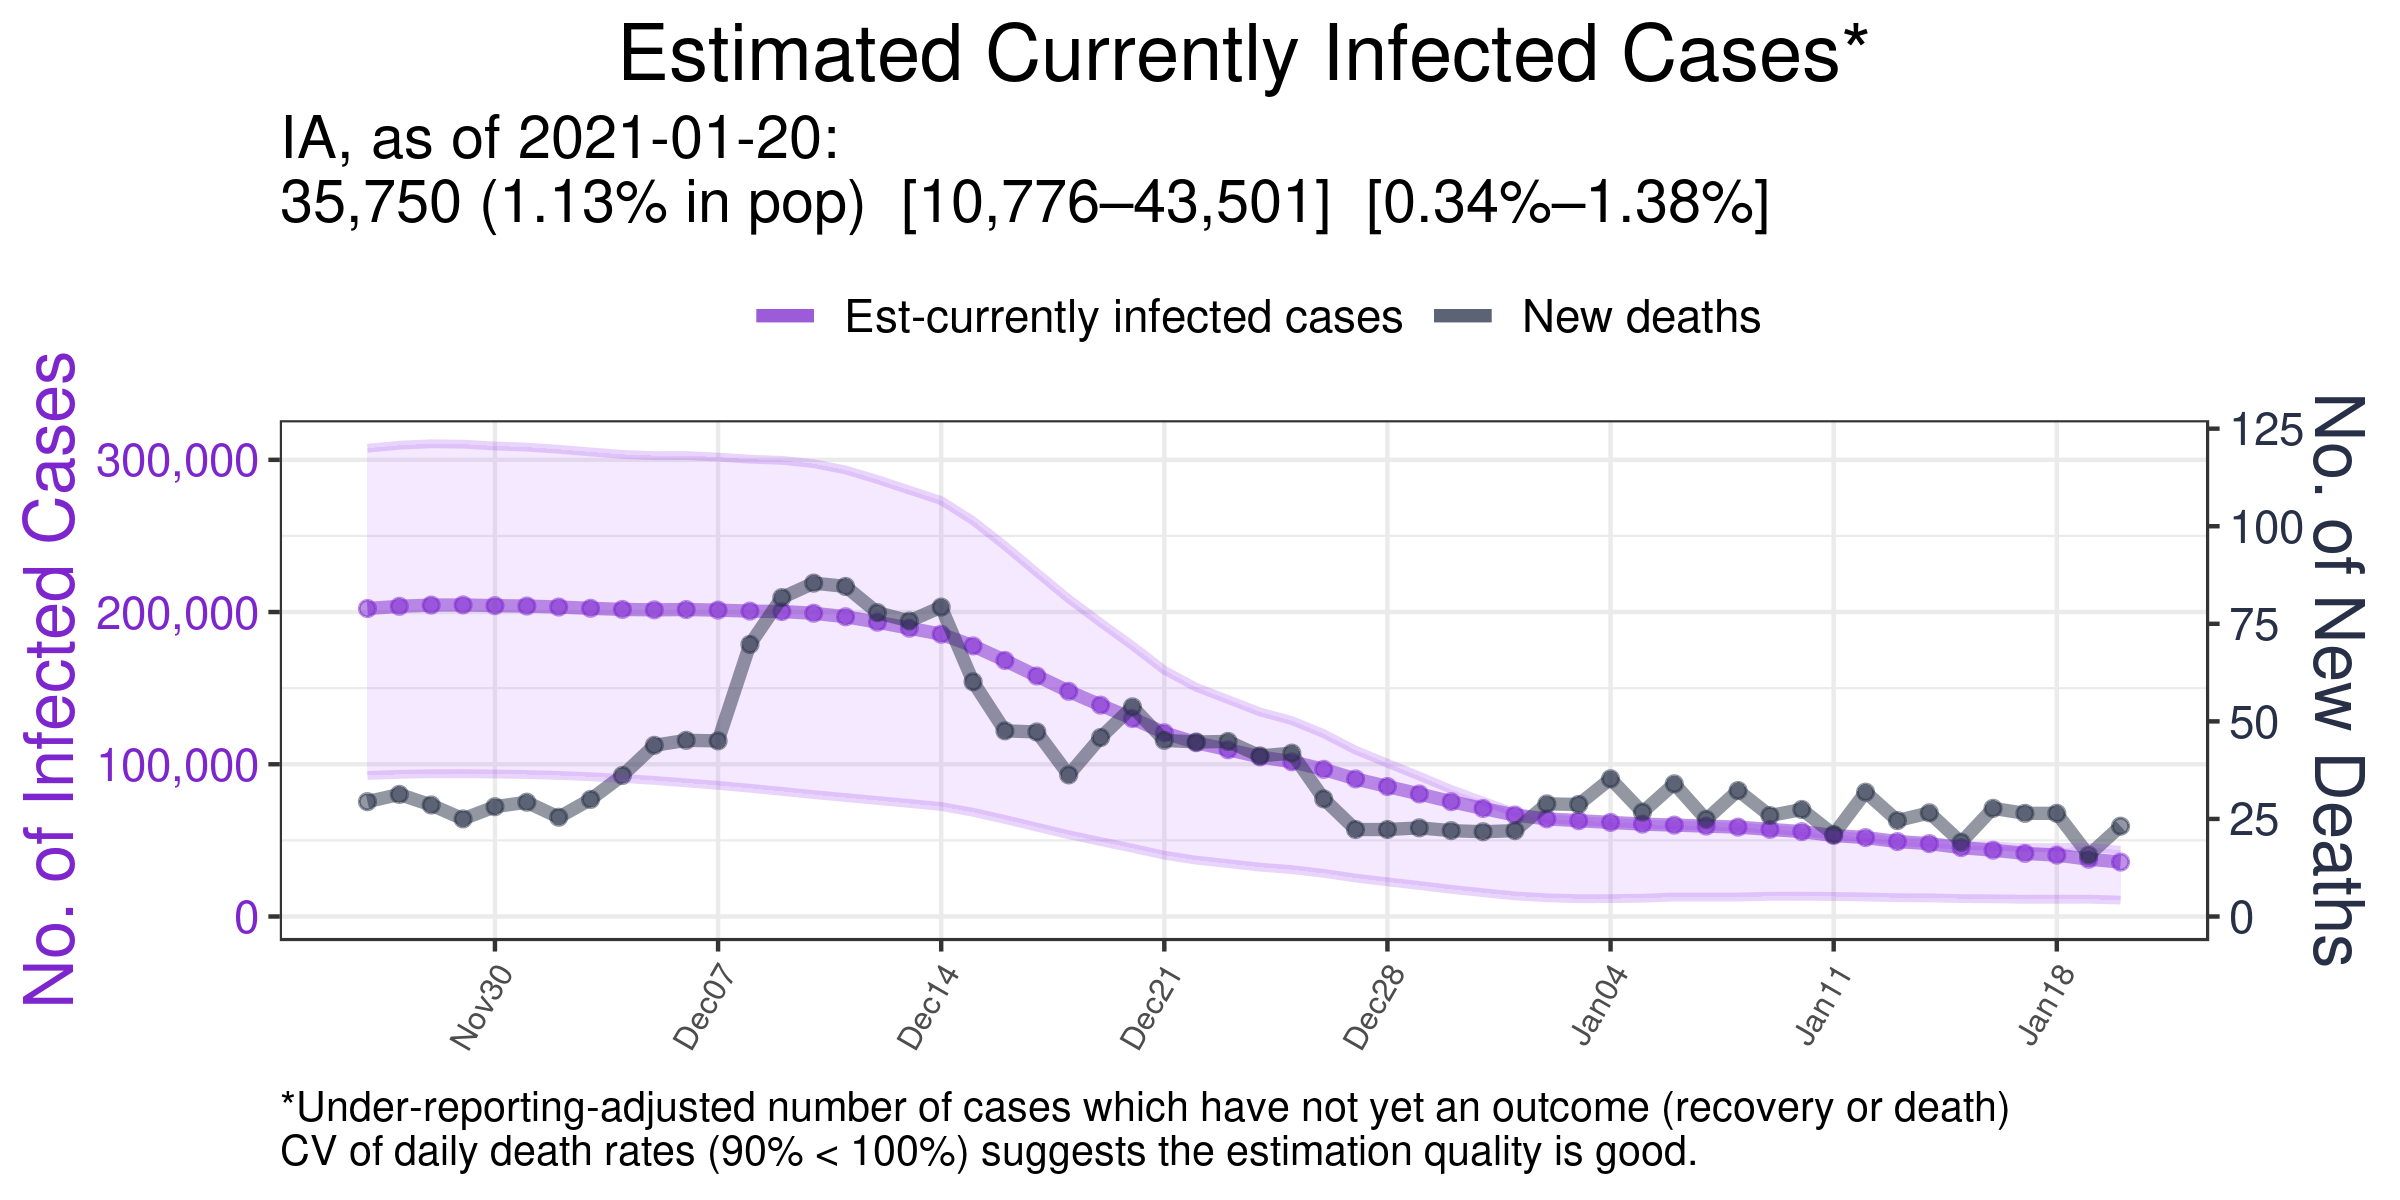 Estimated Currently Infected Cases*
IA, as of 2021-01-20:
35,750 (1.13% in pop)  [10,776–43,501]  [0.34%–1.38%]
Est-currently infected cases
New deaths
No. of Infected Cases
300,000
200,000
100,000
0
125
100
75
50
25
0
No. of New Deaths
Nov30
Dec07
Dec14
Dec21
Dec28
Jan04
Jan11
Jan18
*Under-reporting-adjusted number of cases which have not yet an outcome (recovery or death)
CV of daily death rates (90% < 100%) suggests the estimation quality is good.